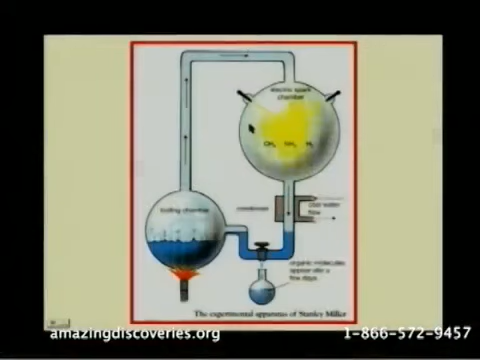 electric spark
chamber
CH₄ NH₃ H₂
boiling chamber
condenser
cool water
flow
organic molecules
appear after a
few days
The experimental apparatus of Stanley Miller
amazingdiscoveries.org
1-866-572-9457